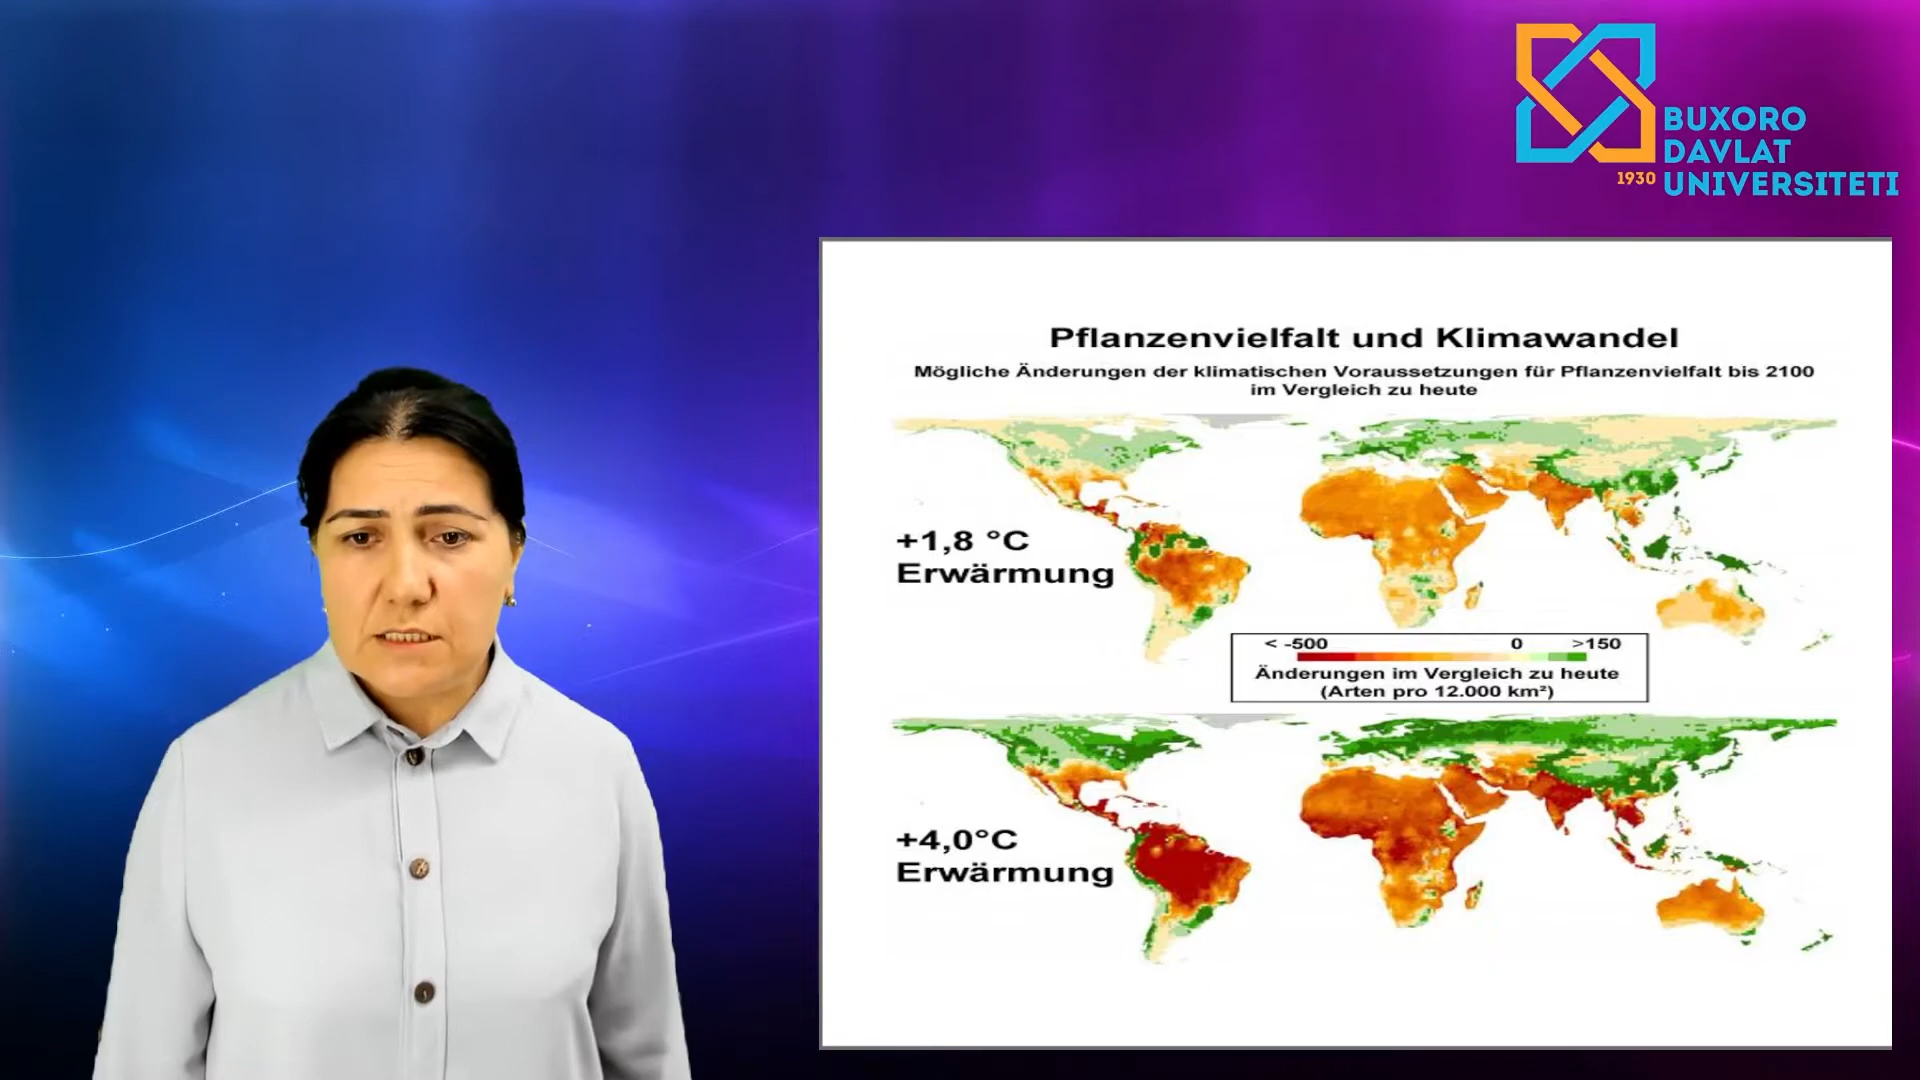 BUXORO
DAVLAT
1930 UNIVERSITETI
Pflanzenvielfalt und Klimawandel
Mögliche Änderungen der klimatischen Voraussetzungen für Pflanzenvielfalt bis 2100
im Vergleich zu heute
+1,8 °C
Erwärmung
< -500 0 >150
Änderungen im Vergleich zu heute
(Arten pro 12.000 km²)
+4,0°C
Erwärmung